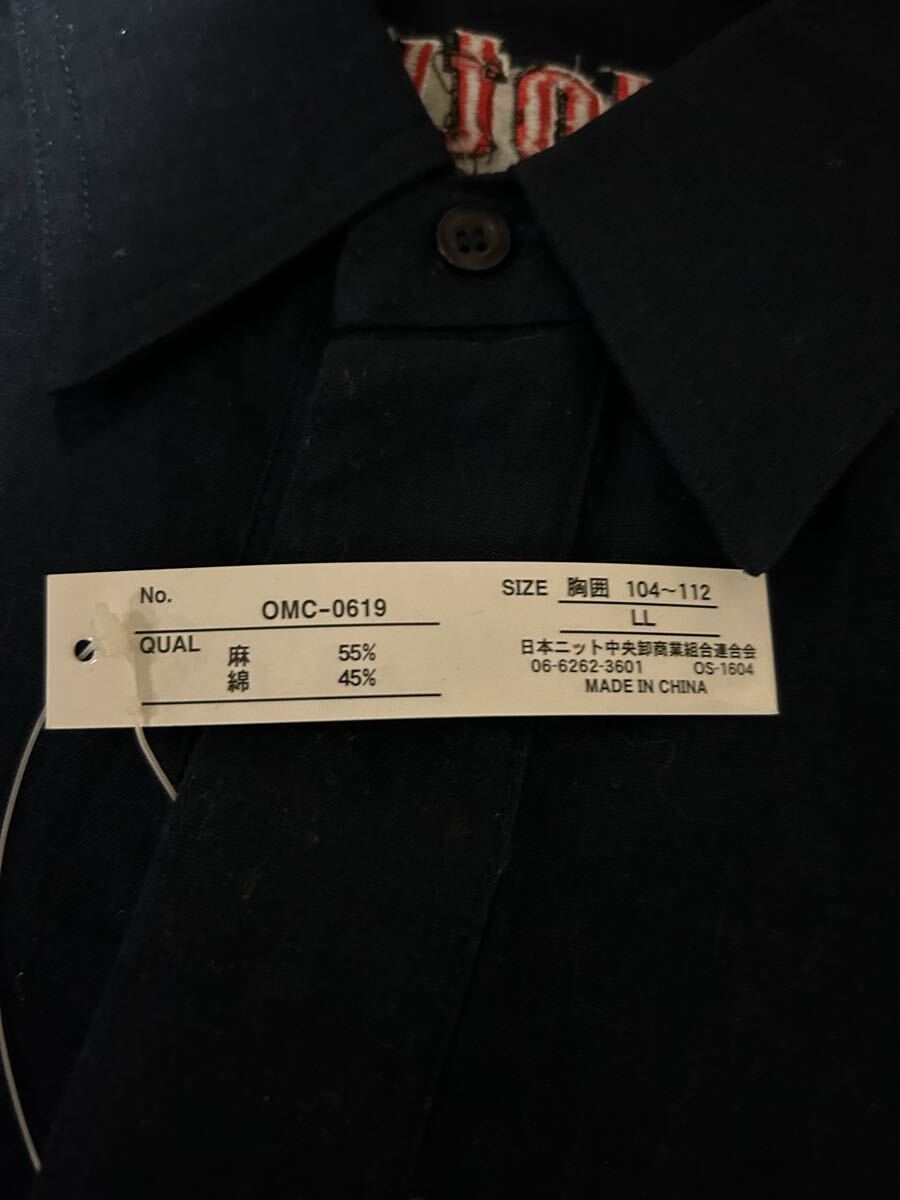 No. OMC-0619
QUAL 麻 55%
綿 45%
SIZE 胸囲 104~112
LL
日本ニット中央卸商業組合連合会
06-6262-3601 OS-1604
MADE IN CHINA